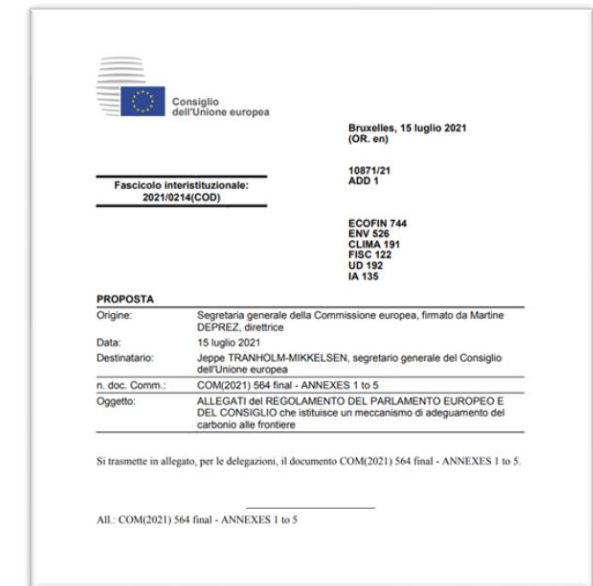 Consiglio
dell'Unione europea
Bruxelles, 15 luglio 2021
(OR. en)
10871/21
ADD 1
Fascicolo interistituzionale:
2021/0214(COD)
ECOFIN 744
ENV 526
CLIMA 191
FISC 122
UD 192
IA 135
PROPOSTA
Origine: Segretaria generale della Commissione europea, firmato da Martine
DEPREZ, direttrice
Data: 15 luglio 2021
Destinatario: Jeppe TRANHOLM-MIKKELSEN, segretario generale del Consiglio
dell'Unione europea
n. doc. Comm.: COM(2021) 564 final - ANNEXES 1 to 5
Oggetto: ALLEGATI del REGOLAMENTO DEL PARLAMENTO EUROPEO E
DEL CONSIGLIO che istituisce un meccanismo di adeguamento del
carbonio alle frontiere
Si trasmette in allegato, per le delegazioni, il documento COM(2021) 564 final - ANNEXES 1 to 5.
All.: COM(2021) 564 final - ANNEXES 1 to 5